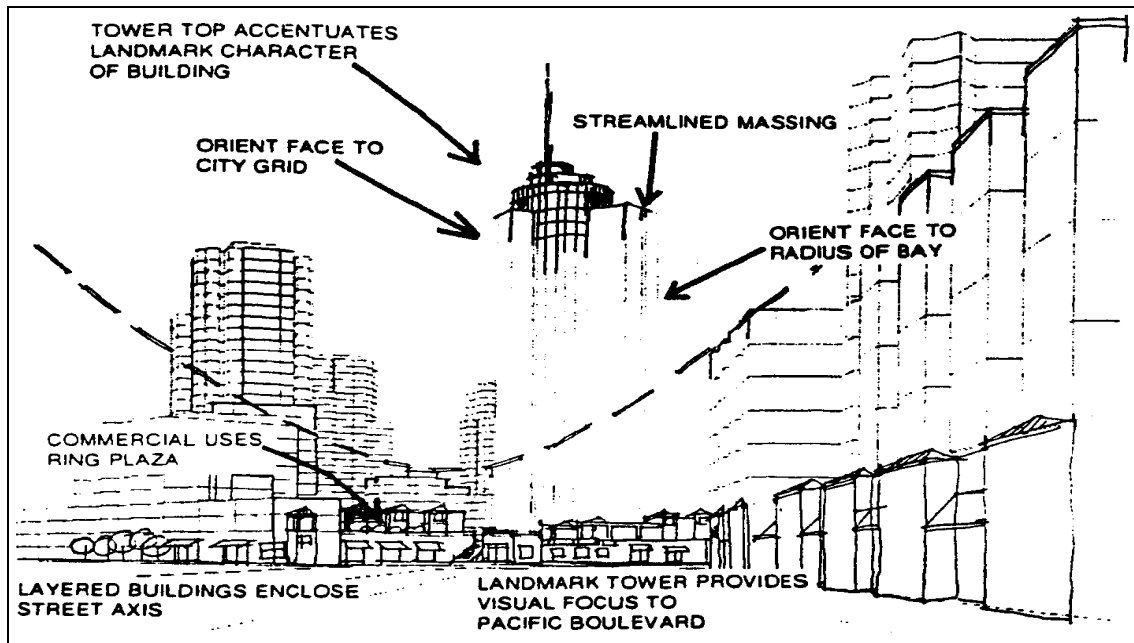 TOWER TOP ACCENTUATES
LANDMARK CHARACTER
OF BUILDING
ORIENT FACE TO
CITY GRID
STREAMLINED MASSING
ORIENT FACE TO
RADIUS OF BAY
COMMERCIAL USES
RING PLAZA
LAYERED BUILDINGS ENCLOSE
STREET AXIS
LANDMARK TOWER PROVIDES
VISUAL FOCUS TO
PACIFIC BOULEVARD